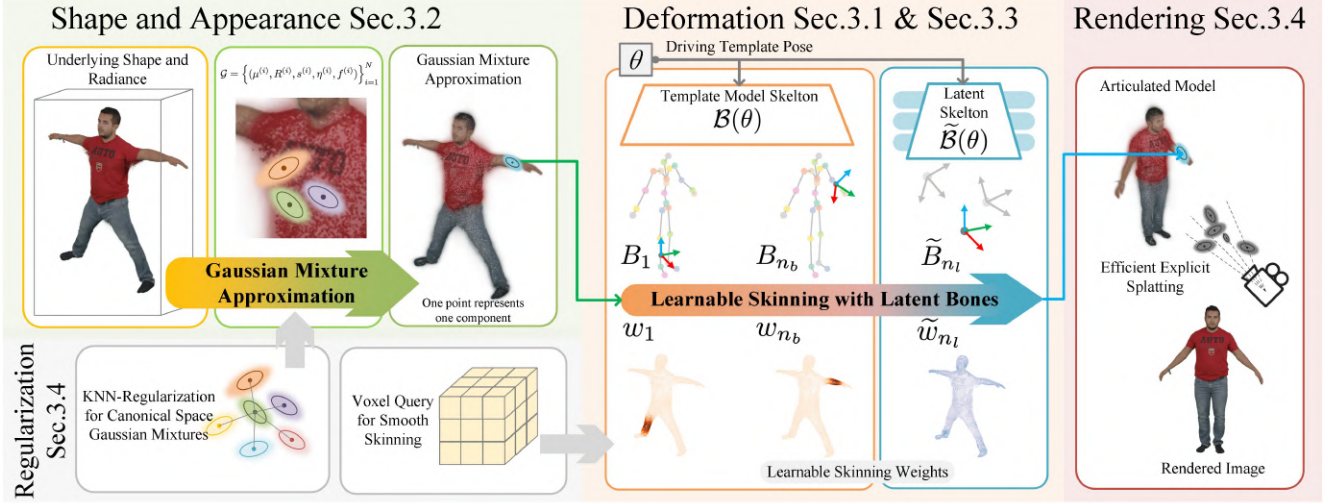 Shape and Appearance Sec.3.2
Underlying Shape and
Radiance
𝒢 = {(μ^(i), R^(i), s^(i), η^(i), f^(i))}_{i=1}^{N}
Gaussian Mixture
Approximation
Gaussian Mixture
Approximation
One point represents
one component
Regularization
Sec.3.4
KNN-Regularization
for Canonical Space
Gaussian Mixtures
Voxel Query
for Smooth
Skinning
Deformation Sec.3.1 & Sec.3.3
θ
Driving Template Pose
Template Model Skelton
ℬ(θ)
Latent
Skelton
ℬ̃(θ)
B_1
B_{n_b}
B̃_{n_l}
Learnable Skinning with Latent Bones
w_1
w_{n_b}
w̃_{n_l}
Learnable Skinning Weights
Rendering Sec.3.4
Articulated Model
Efficient Explicit
Splatting
Rendered Image